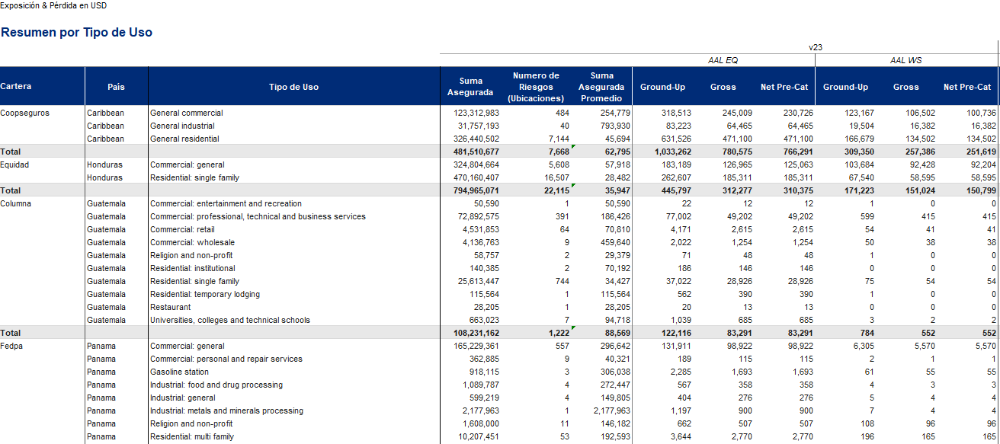 Exposición & Pérdida en USD
Resumen por Tipo de Uso
v23
AAL EQ AAL WS
Cartera País Tipo de Uso Suma Asegurada Numero de Riesgos (Ubicaciones) Suma Asegurada Promedio Ground-Up Gross Net Pre-Cat Ground-Up Gross Net Pre-Cat
Coopseguros Caribbean General commercial 123,312,983 484 254,779 318,513 245,009 230,726 123,167 106,502 100,736
Caribbean General industrial 31,757,193 40 793,930 83,223 64,465 64,465 19,504 16,382 16,382
Caribbean General residential 326,440,502 7,144 45,694 631,526 471,100 471,100 166,679 134,502 134,502
Total 481,510,677 7,668 62,795 1,033,262 780,575 766,291 309,350 257,386 251,619
Equidad Honduras Commercial: general 324,804,664 5,608 57,918 183,189 126,965 125,063 103,684 92,428 92,204
Honduras Residential: single family 470,160,407 16,507 28,482 262,607 185,311 185,311 67,540 58,595 58,595
Total 794,965,071 22,115 35,947 445,797 312,277 310,375 171,223 151,024 150,799
Columna Guatemala Commercial: entertainment and recreation 50,590 1 50,590 22 12 12 1 0 0
Guatemala Commercial: professional, technical and business services 72,892,575 391 186,426 77,002 49,202 49,202 599 415 415
Guatemala Commercial: retail 4,531,853 64 70,810 4,171 2,615 2,615 54 41 41
Guatemala Commercial: wholesale 4,136,763 9 459,640 2,022 1,254 1,254 50 38 38
Guatemala Religion and non-profit 58,757 2 29,379 71 48 48 1 0 0
Guatemala Residential: institutional 140,385 2 70,192 186 146 146 0 0 0
Guatemala Residential: single family 25,613,447 744 34,427 37,022 28,926 28,926 75 54 54
Guatemala Residential: temporary lodging 115,564 1 115,564 562 390 390 1 0 0
Guatemala Restaurant 28,205 1 28,205 20 13 13 0 0 0
Guatemala Universities, colleges and technical schools 663,023 7 94,718 1,039 685 685 3 2 2
Total 108,231,162 1,222 88,569 122,116 83,291 83,291 784 552 552
Fedpa Panama Commercial: general 165,229,361 557 296,642 131,911 98,922 98,922 6,305 5,570 5,570
Panama Commercial: personal and repair services 362,885 9 40,321 189 115 115 2 1 1
Panama Gasoline station 918,115 3 306,038 2,285 1,693 1,693 61 55 55
Panama Industrial: food and drug processing 1,089,787 4 272,447 567 358 358 4 3 3
Panama Industrial: general 599,219 4 149,805 404 276 276 5 4 4
Panama Industrial: metals and minerals processing 2,177,963 1 2,177,963 1,197 900 900 7 4 4
Panama Religion and non-profit 1,608,000 11 146,182 662 507 507 108 96 96
Panama Residential: multi family 10,207,451 53 192,593 3,644 2,770 2,770 196 165 165